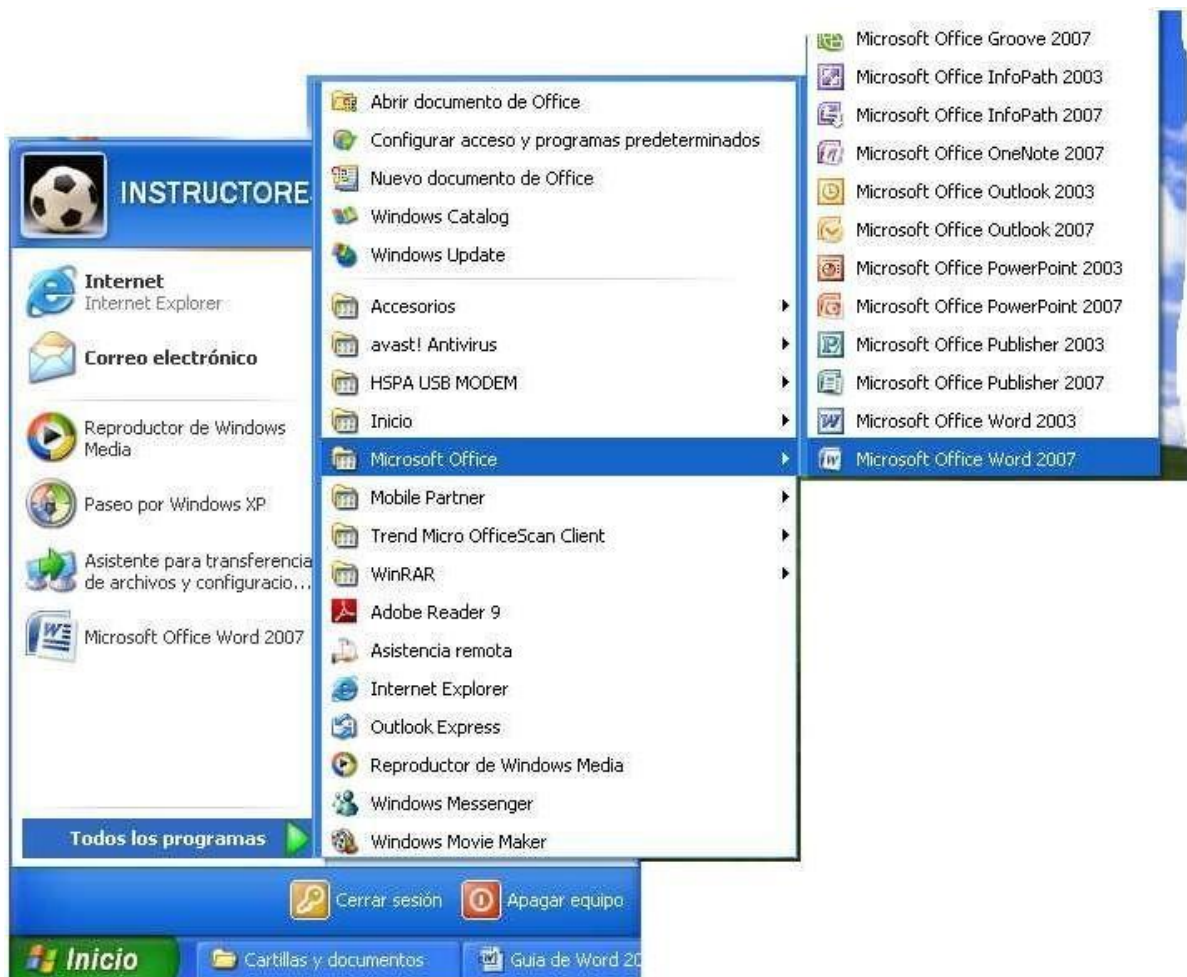 INSTRUCTORE
Internet
Internet Explorer
Correo electrónico
Reproductor de Windows
Media
Paseo por Windows XP
Asistente para transferencia
de archivos y configuracio...
Microsoft Office Word 2007
Todos los programas
Abrir documento de Office
Configurar acceso y programas predeterminados
Nuevo documento de Office
Windows Catalog
Windows Update
Accesorios
avast! Antivirus
HSPA USB MODEM
Inicio
Microsoft Office
Mobile Partner
Trend Micro OfficeScan Client
WinRAR
Adobe Reader 9
Asistencia remota
Internet Explorer
Outlook Express
Reproductor de Windows Media
Windows Messenger
Windows Movie Maker
Microsoft Office Groove 2007
Microsoft Office InfoPath 2003
Microsoft Office InfoPath 2007
Microsoft Office OneNote 2007
Microsoft Office Outlook 2003
Microsoft Office Outlook 2007
Microsoft Office PowerPoint 2003
Microsoft Office PowerPoint 2007
Microsoft Office Publisher 2003
Microsoft Office Publisher 2007
Microsoft Office Word 2003
Microsoft Office Word 2007
Cerrar sesión
Apagar equipo
Inicio
Cartillas y documentos
Guia de Word 20